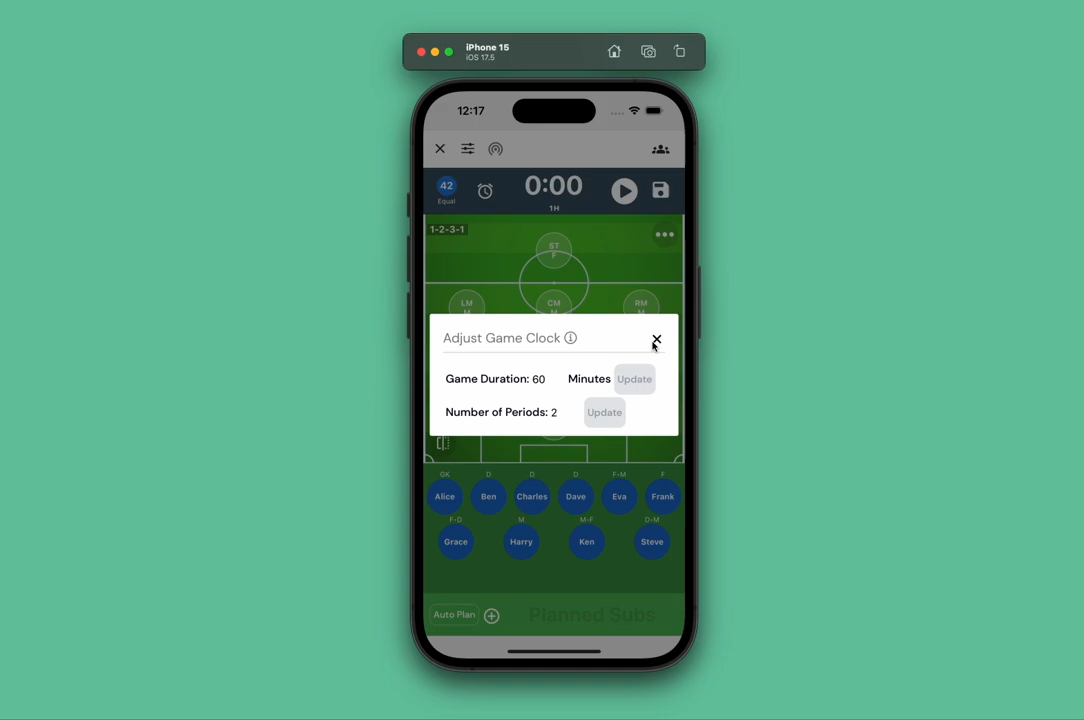 iPhone 15
iOS 17.5
12:17
42
Equal
0:00
1H
1-2-3-1
ST
F
LM
M
CM
M
RM
M
Adjust Game Clock
Game Duration: 60 Minutes Update
Number of Periods: 2 Update
GK D D D F-M F
Alice Ben Charles Dave Eva Frank
F-D M M-F D-M
Grace Harry Ken Steve
Auto Plan Planned Subs